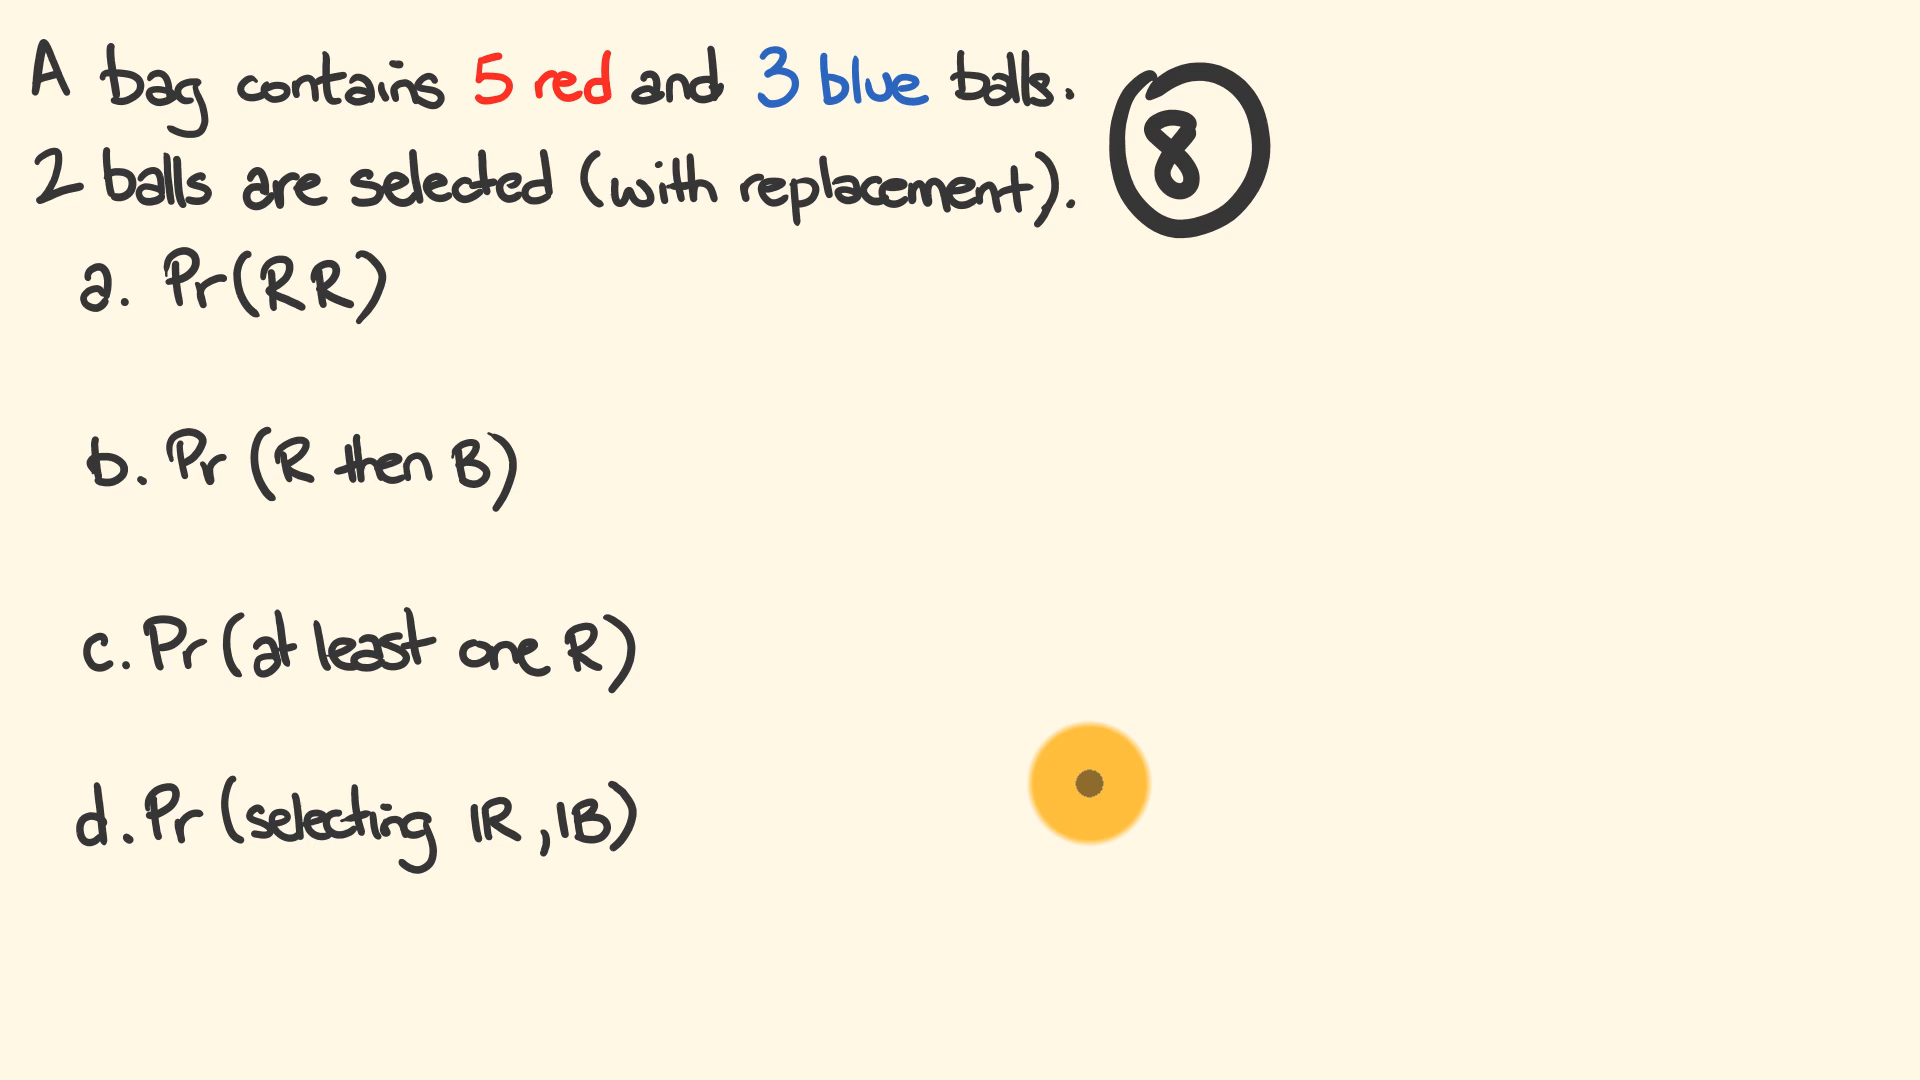 A bag contains 5 red and 3 blue balls.
8
2 balls are selected (with replacement).
a. Pr(RR)
b. Pr (R then B)
c. Pr (at least one R)
d. Pr (selecting 1R, 1B)